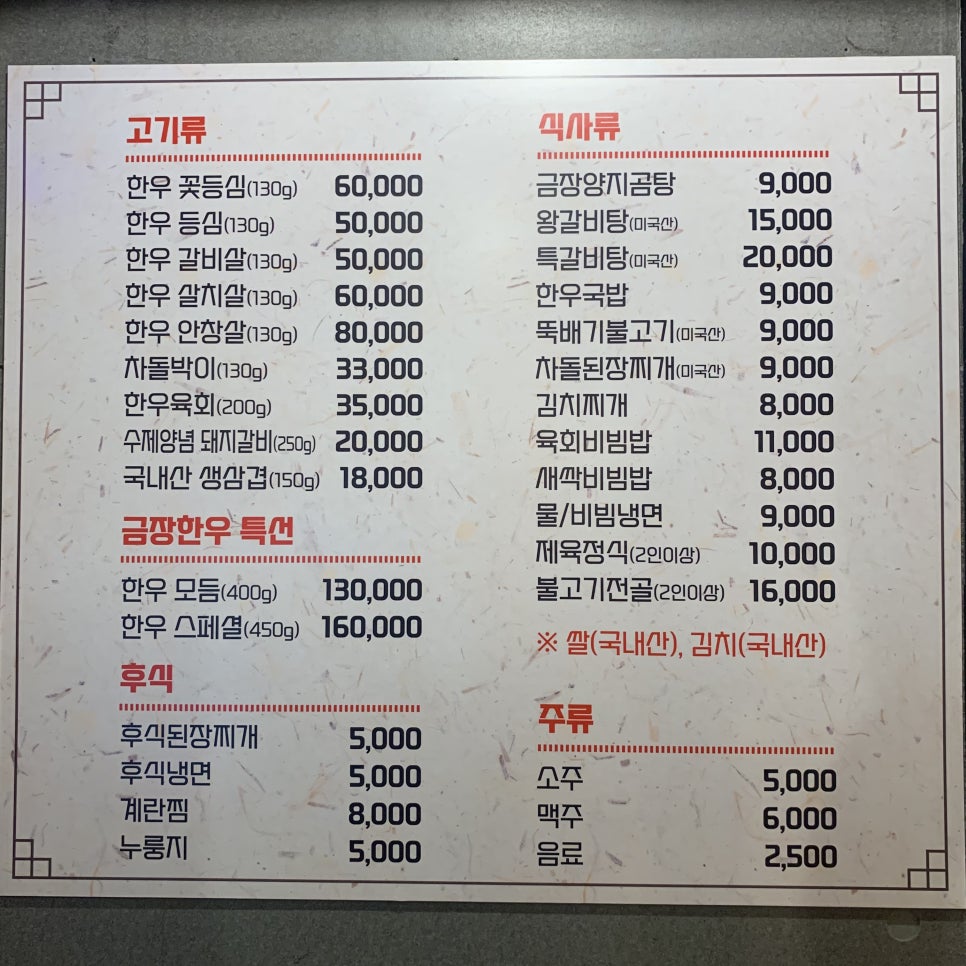 고기류
한우 꽃등심(130g) 60,000
한우 등심(130g) 50,000
한우 갈비살(130g) 50,000
한우 살치살(130g) 60,000
한우 안창살(130g) 80,000
차돌박이(130g) 33,000
한우육회(200g) 35,000
수제양념 돼지갈비(250g) 20,000
국내산 생삼겹(150g) 18,000
금장한우 특선
한우 모듬(400g) 130,000
한우 스페셜(450g) 160,000
후식
후식된장찌개 5,000
후식냉면 5,000
계란찜 8,000
누룽지 5,000
식사류
금장양지곰탕 9,000
왕갈비탕(미국산) 15,000
특갈비탕(미국산) 20,000
한우국밥 9,000
뚝배기불고기(미국산) 9,000
차돌된장찌개(미국산) 9,000
김치찌개 8,000
육회비빔밥 11,000
새싹비빔밥 8,000
물/비빔냉면 9,000
제육정식(2인이상) 10,000
불고기전골(2인이상) 16,000
※ 쌀(국내산), 김치(국내산)
주류
소주 5,000
맥주 6,000
음료 2,500